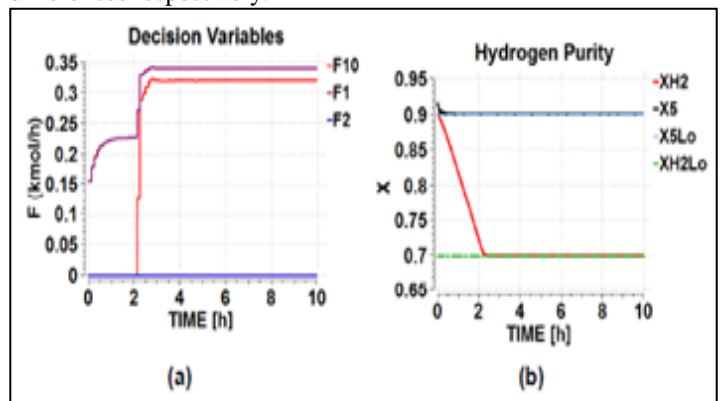 differences respectively.
Decision Variables
F (kmol/h)
0.35
0.3
0.25
0.2
0.15
0.1
0.05
0
0 2 4 6 8 10
TIME [h]
F10
F1
F2
(a)
Hydrogen Purity
X
0.95
0.9
0.85
0.8
0.75
0.7
0.65
0 2 4 6 8 10
TIME [h]
XH2
X5
X5Lo
XH2Lo
(b)